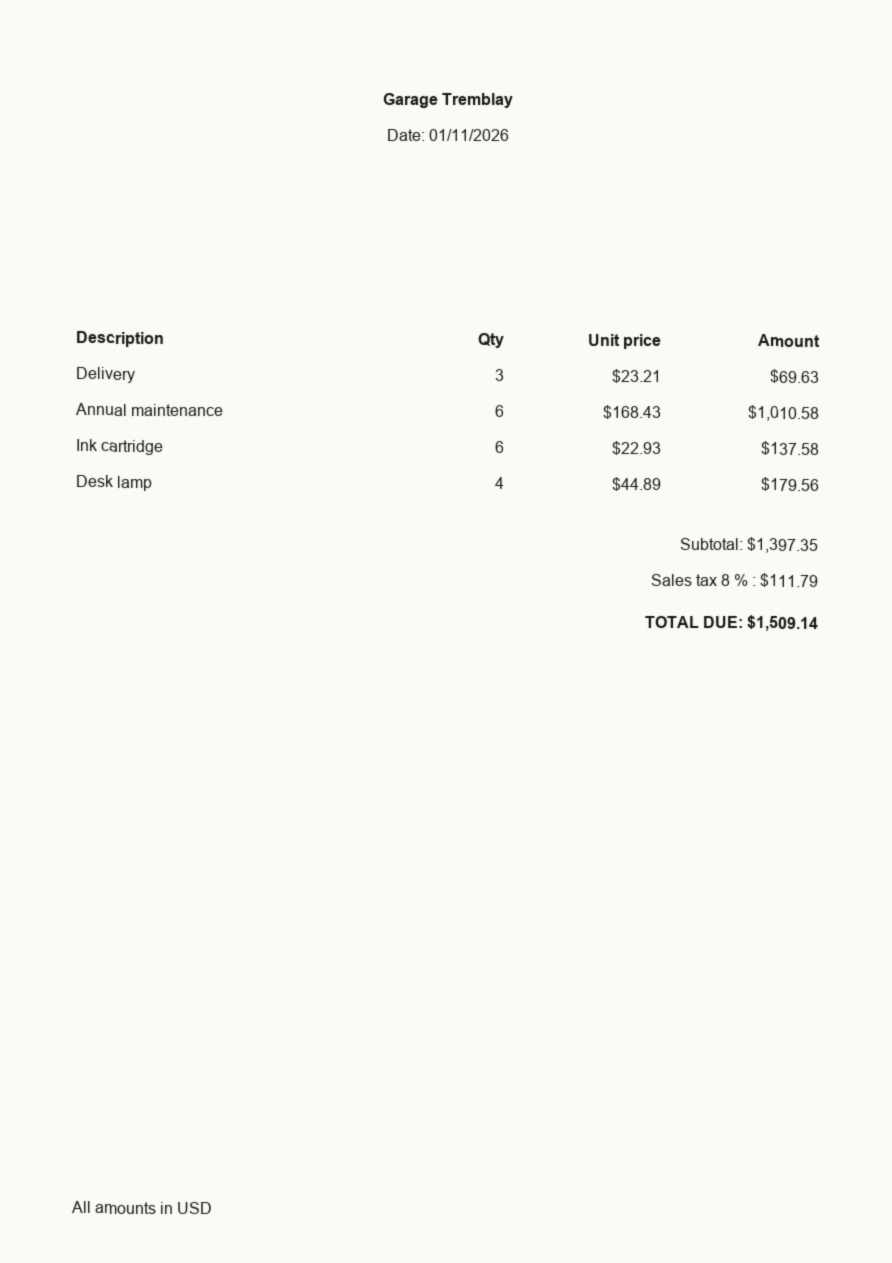 Garage Tremblay
Date: 01/11/2026
Description Qty Unit price Amount
Delivery 3 $23.21 $69.63
Annual maintenance 6 $168.43 $1,010.58
Ink cartridge 6 $22.93 $137.58
Desk lamp 4 $44.89 $179.56
Subtotal: $1,397.35
Sales tax 8 % : $111.79
TOTAL DUE: $1,509.14
All amounts in USD